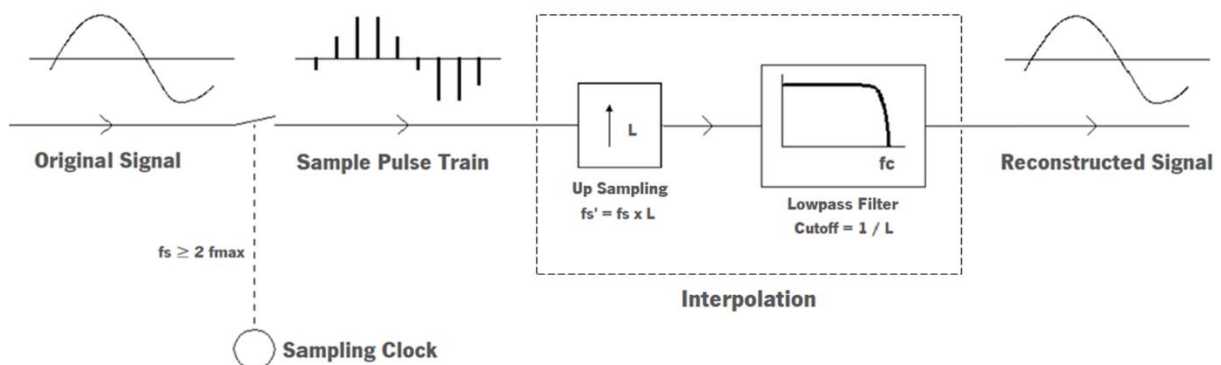 Original Signal
Sample Pulse Train
L
Up Sampling
fs' = fs x L
fc
Lowpass Filter
Cutoff = 1 / L
Reconstructed Signal
fs ≥ 2 fmax
Interpolation
Sampling Clock